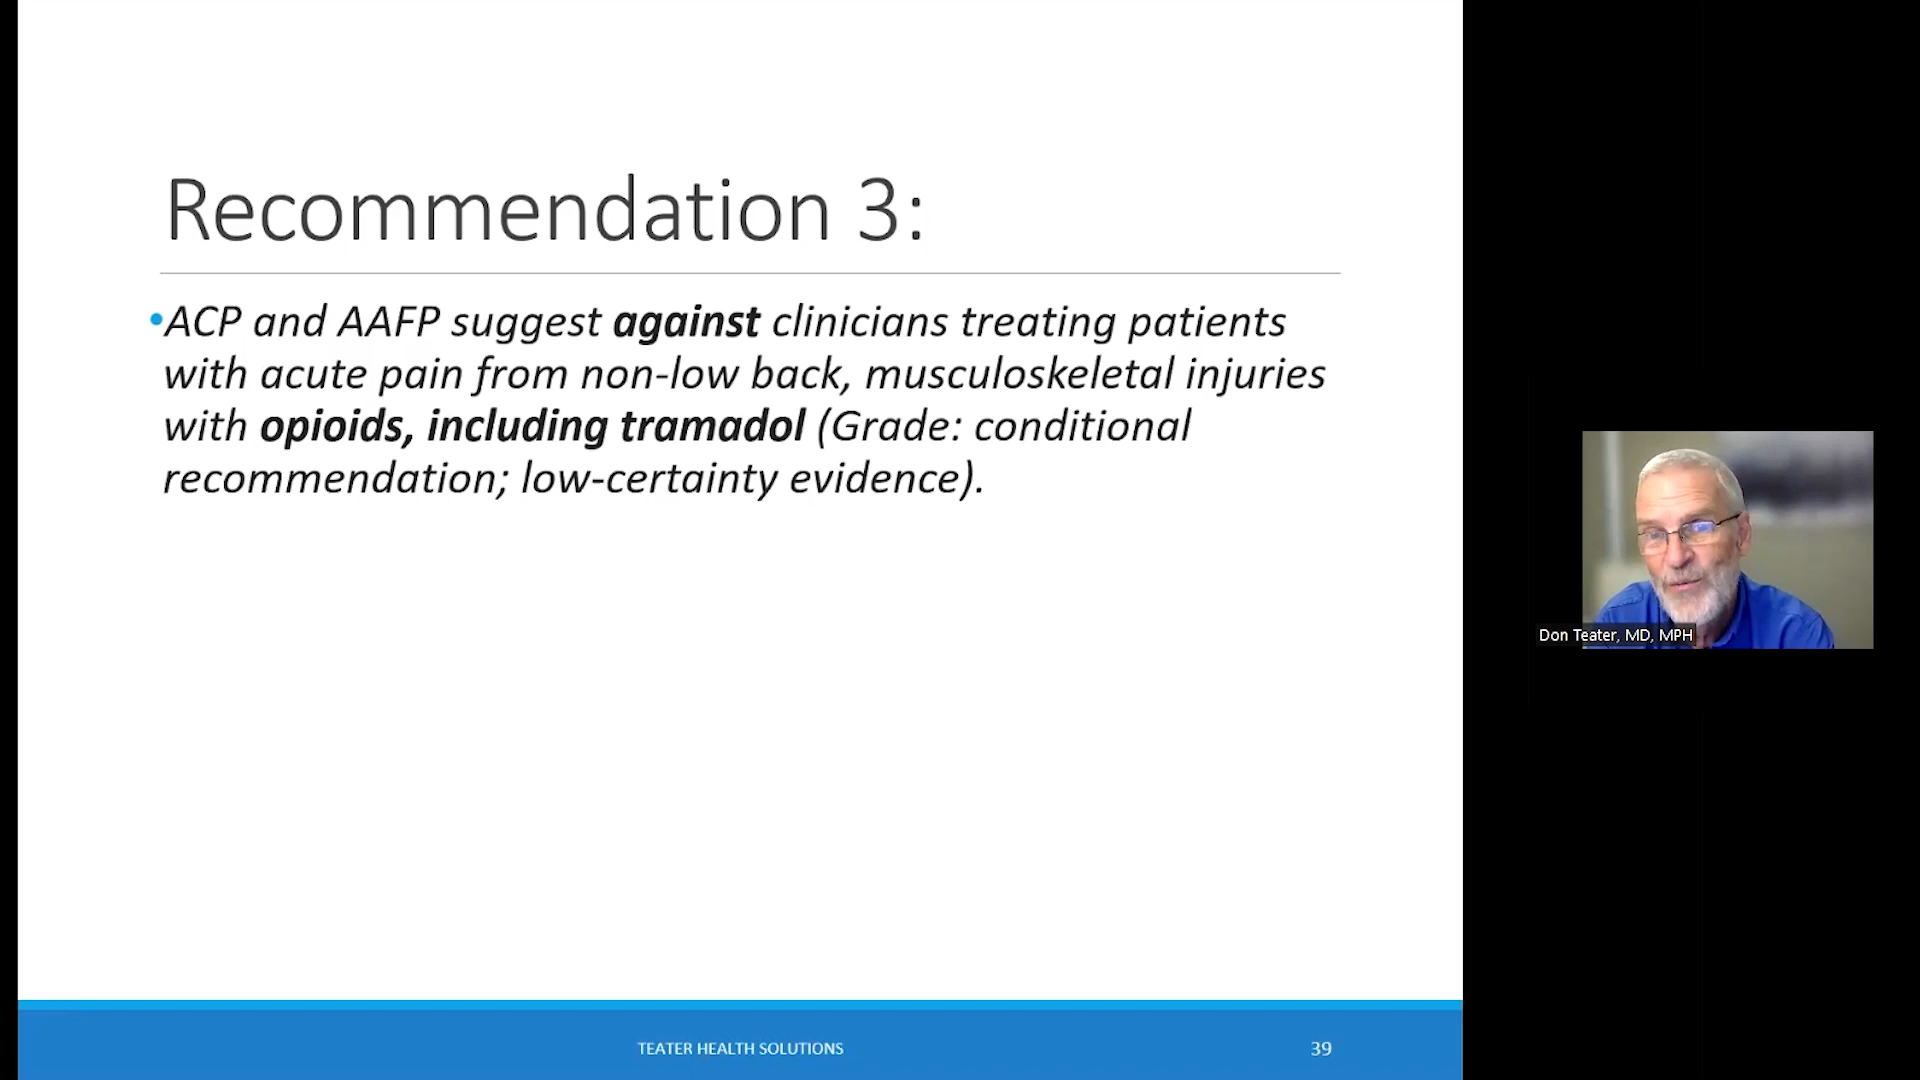 Recommendation 3:
•ACP and AAFP suggest against clinicians treating patients
with acute pain from non-low back, musculoskeletal injuries
with opioids, including tramadol (Grade: conditional
recommendation; low-certainty evidence).
Don Teater, MD, MPH
TEATER HEALTH SOLUTIONS
39